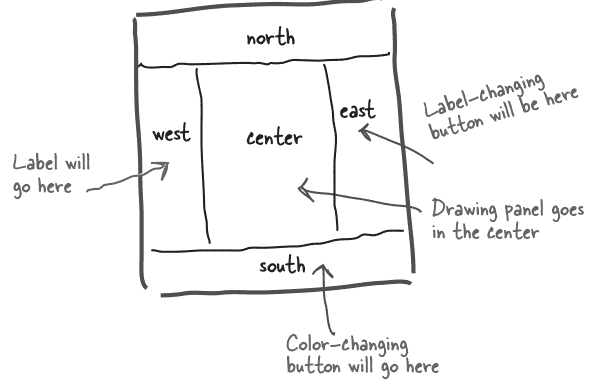 north
west
center
east
south
Label-changing
button will be here
Label will
go here
Drawing panel goes
in the center
Color-changing
button will go here